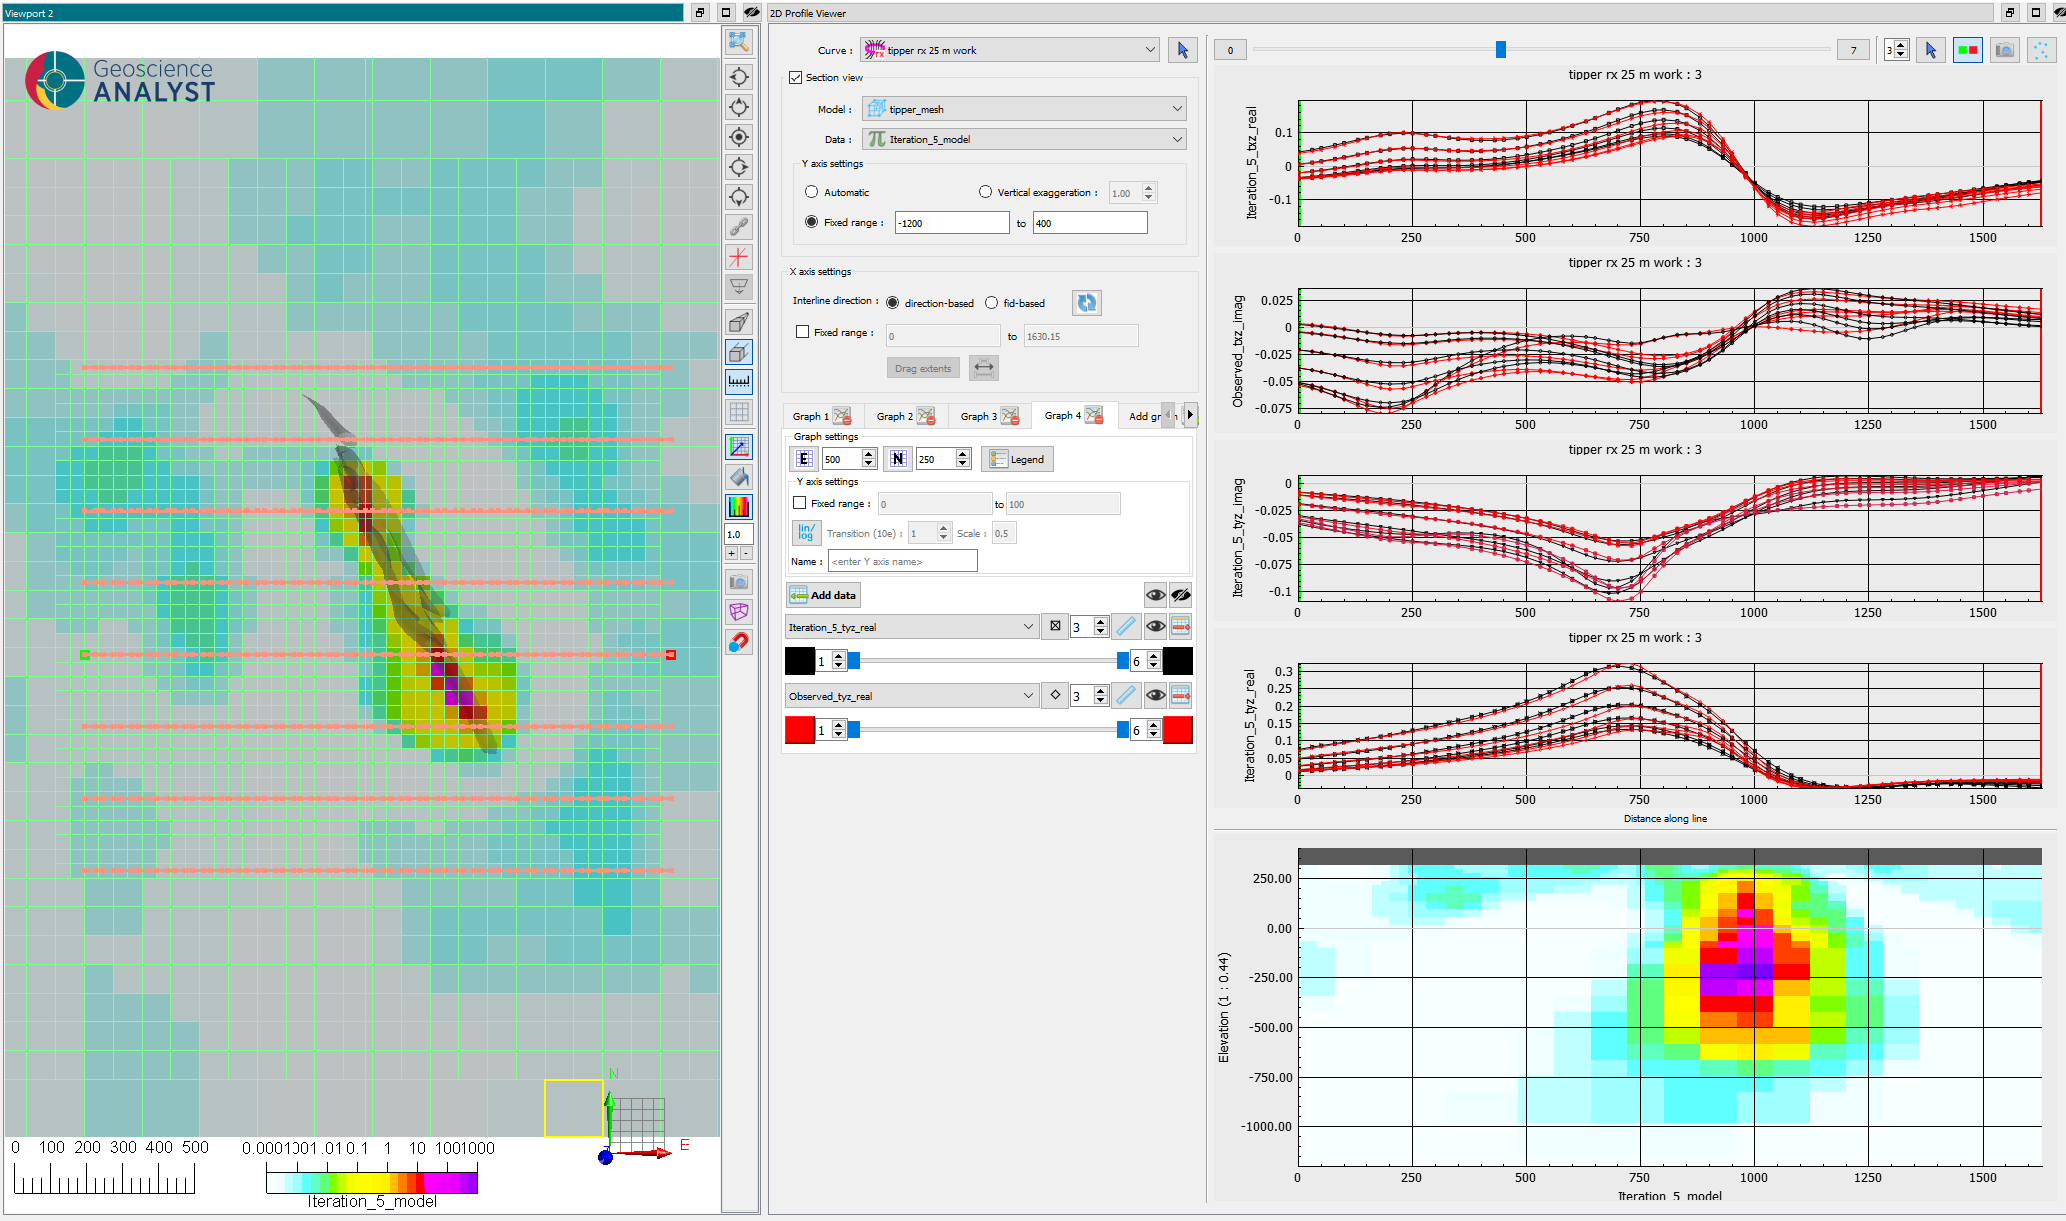 Viewport 2
Geoscience
ANALYST
1.0
+ -
N
E
0 100 200 300 400 500
0.0001001.010.1 1 10 1001000
Iteration_5_model
2D Profile Viewer
Curve : tipper rx 25 m work
Section view
Model : tipper_mesh
Data : Iteration_5_model
Y axis settings
Automatic Vertical exaggeration : 1.00
Fixed range : -1200 to 400
X axis settings
Interline direction : direction-based fid-based
Fixed range : 0 to 1630.15
Drag extents
Graph 1 Graph 2 Graph 3 Graph 4 Add gr
Graph settings
E 500 N 250 Legend
Y axis settings
Fixed range : 0 to 100
lin/log Transition (10e) : 1 Scale : 0.5
Name : <enter Y axis name>
Add data
Iteration_5_tyz_real 3
1 6
Observed_tyz_real 3
1 6
0 7 3
tipper rx 25 m work : 3
Iteration_5_txz_real
0.1
0
-0.1
0 250 500 750 1000 1250 1500
tipper rx 25 m work : 3
Observed_txz_imag
0.025
0
-0.025
-0.05
-0.075
0 250 500 750 1000 1250 1500
tipper rx 25 m work : 3
Iteration_5_tyz_imag
0
-0.025
-0.05
-0.075
-0.1
0 250 500 750 1000 1250 1500
tipper rx 25 m work : 3
Iteration_5_tyz_real
0.3
0.25
0.2
0.15
0.1
0.05
0
0 250 500 750 1000 1250 1500
Distance along line
Elevation (1 : 0.44)
250.00
0.00
-250.00
-500.00
-750.00
-1000.00
0 250 500 750 1000 1250 1500
Iteration_5_model